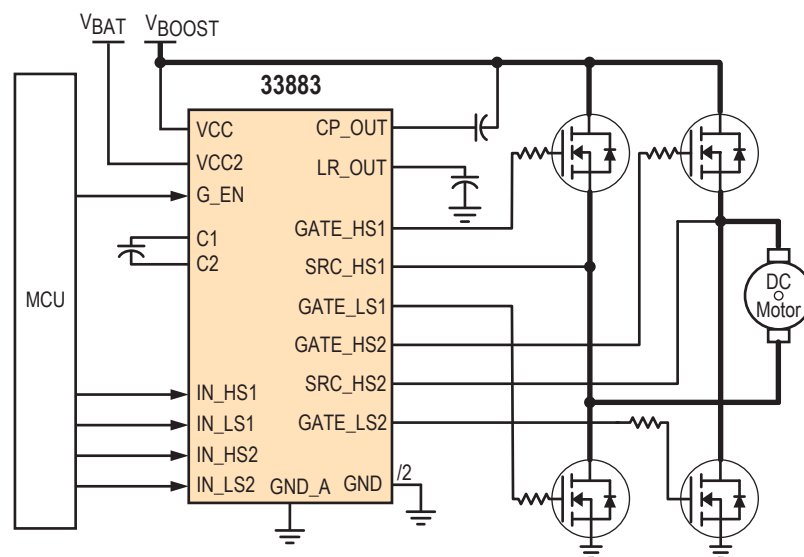 VBAT
VBOOST
33883
VCC
VCC2
G_EN
C1
C2
MCU
IN_HS1
IN_LS1
IN_HS2
IN_LS2
GND_A
GND
/2
CP_OUT
LR_OUT
GATE_HS1
SRC_HS1
GATE_LS1
GATE_HS2
SRC_HS2
GATE_LS2
DC
Motor